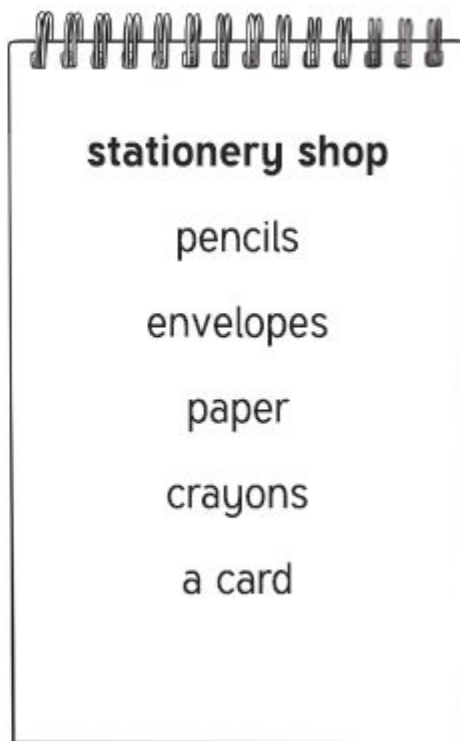 stationery shop
pencils
envelopes
paper
crayons
a card